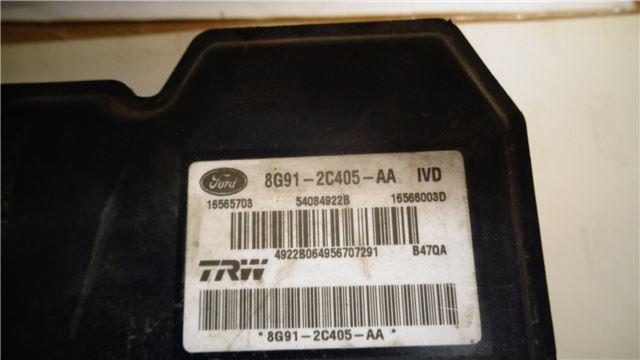 Ford 8G91-2C405-AA IVD
16565708 54084922B 16566003D
4922B064956707291 B47QA
TRW
*8G91-2C405-AA*